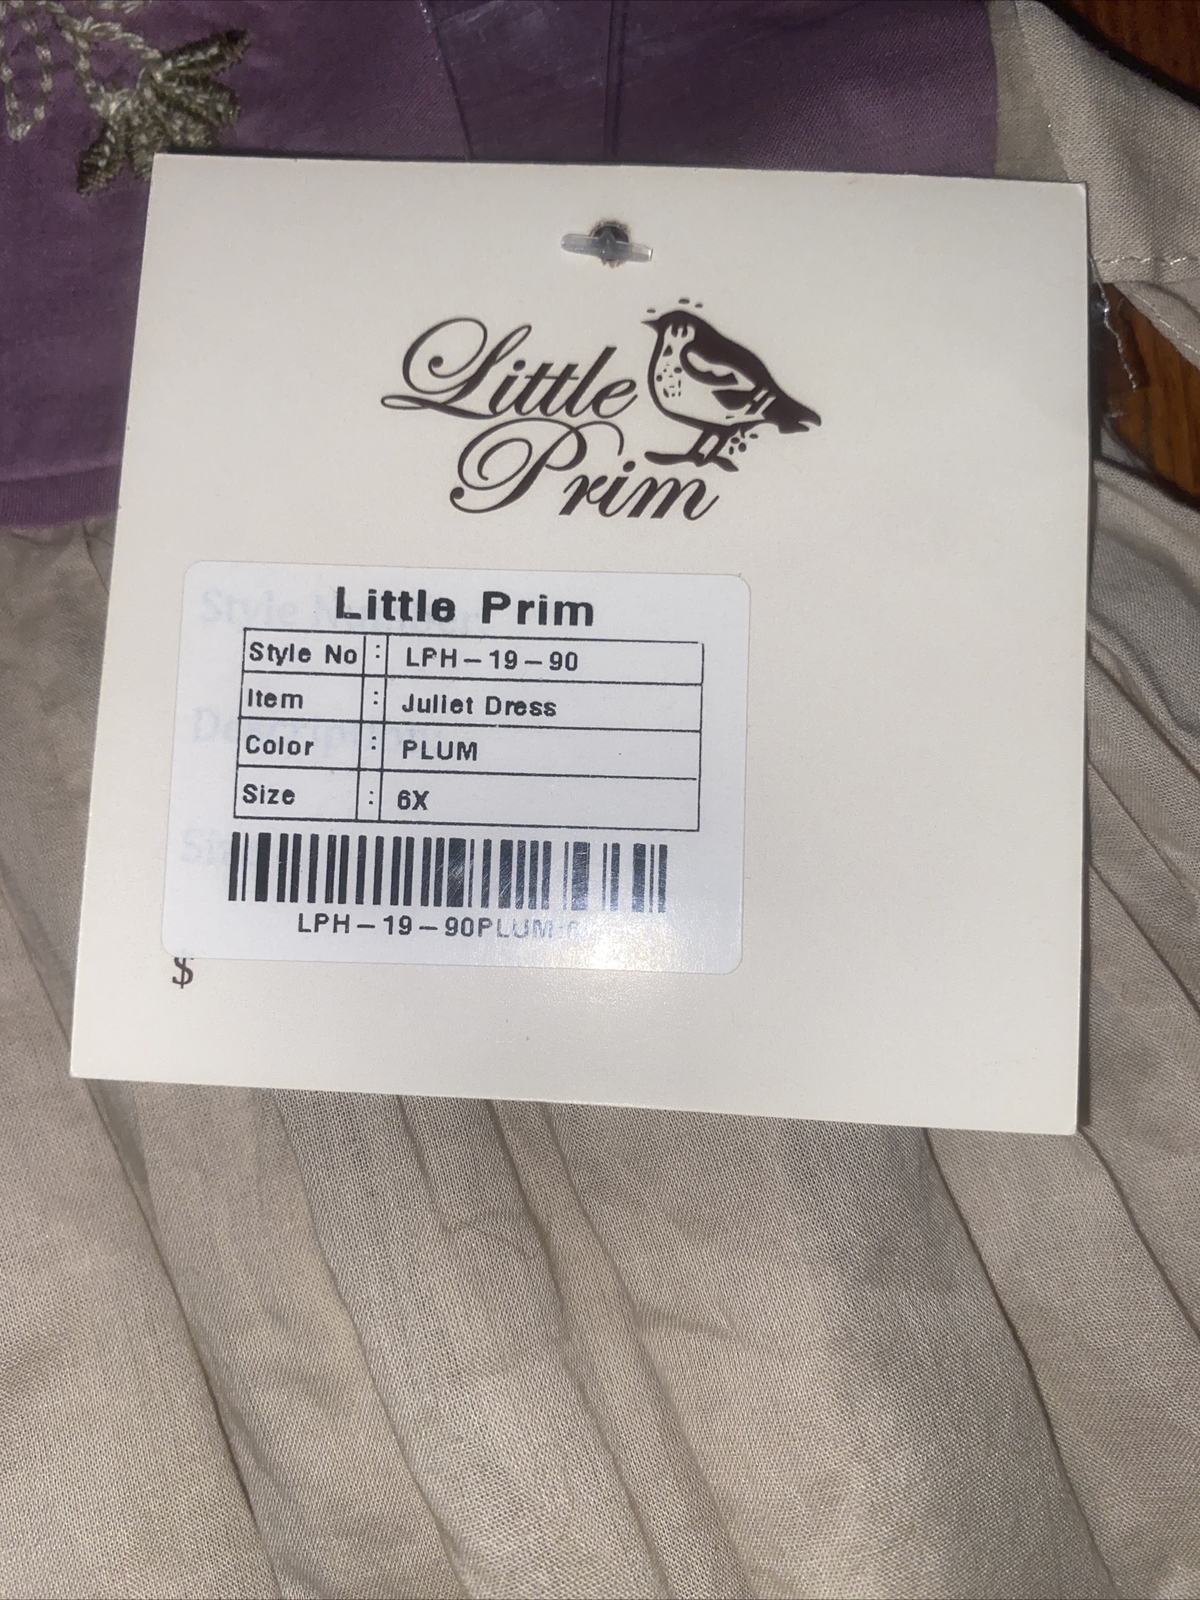 Little
Prim
Little Prim
Style No : LPH-19-90
Item : Juliet Dress
Color : PLUM
Size : 6X
LPH-19-90PLUM
$